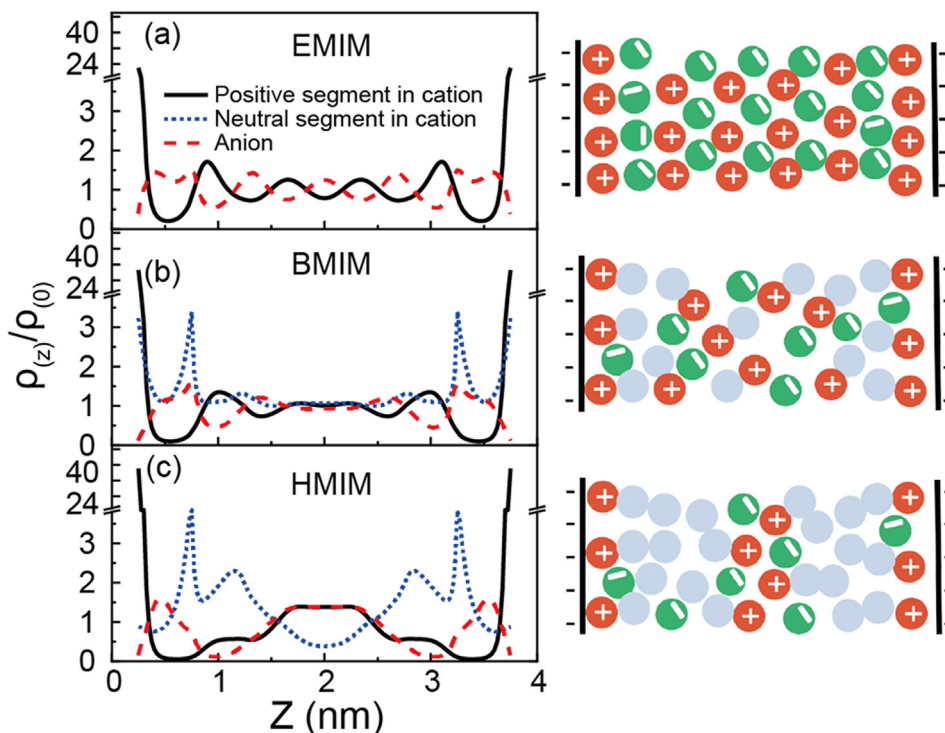 (a)
EMIM
40
24
3
2
1
0
Positive segment in cation
Neutral segment in cation
Anion
(b)
BMIM
40
24
3
2
1
0
(c)
HMIM
40
24
3
2
1
0
ρ(z)/ρ(0)
0 1 2 3 4
Z (nm)